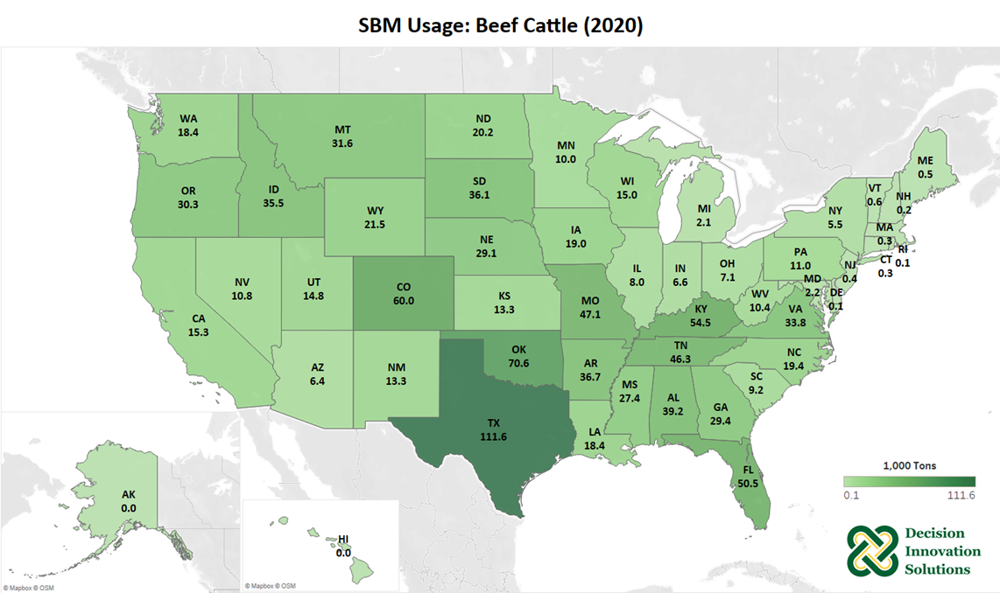 SBM Usage: Beef Cattle (2020)
WA
18.4
MT
31.6
ND
20.2
MN
10.0
ME
0.5
OR
30.3
ID
35.5
SD
36.1
WI
15.0
VT
0.6
NH
0.2
WY
21.5
MI
2.1
NY
5.5
MA
0.3
NE
29.1
IA
19.0
RI
0.1
CT
0.3
PA
11.0
NJ
0.4
NV
10.8
UT
14.8
CO
60.0
IL
8.0
IN
6.6
OH
7.1
MD
2.2
DE
0.1
KS
13.3
MO
47.1
WV
10.4
VA
33.8
KY
54.5
CA
15.3
TN
46.3
NC
19.4
AZ
6.4
NM
13.3
OK
70.6
AR
36.7
SC
9.2
MS
27.4
AL
39.2
GA
29.4
TX
111.6
LA
18.4
FL
50.5
AK
0.0
HI
0.0
1,000 Tons
0.1 111.6
Decision
Innovation
Solutions
© Mapbox © OSM
© Mapbox © OSM